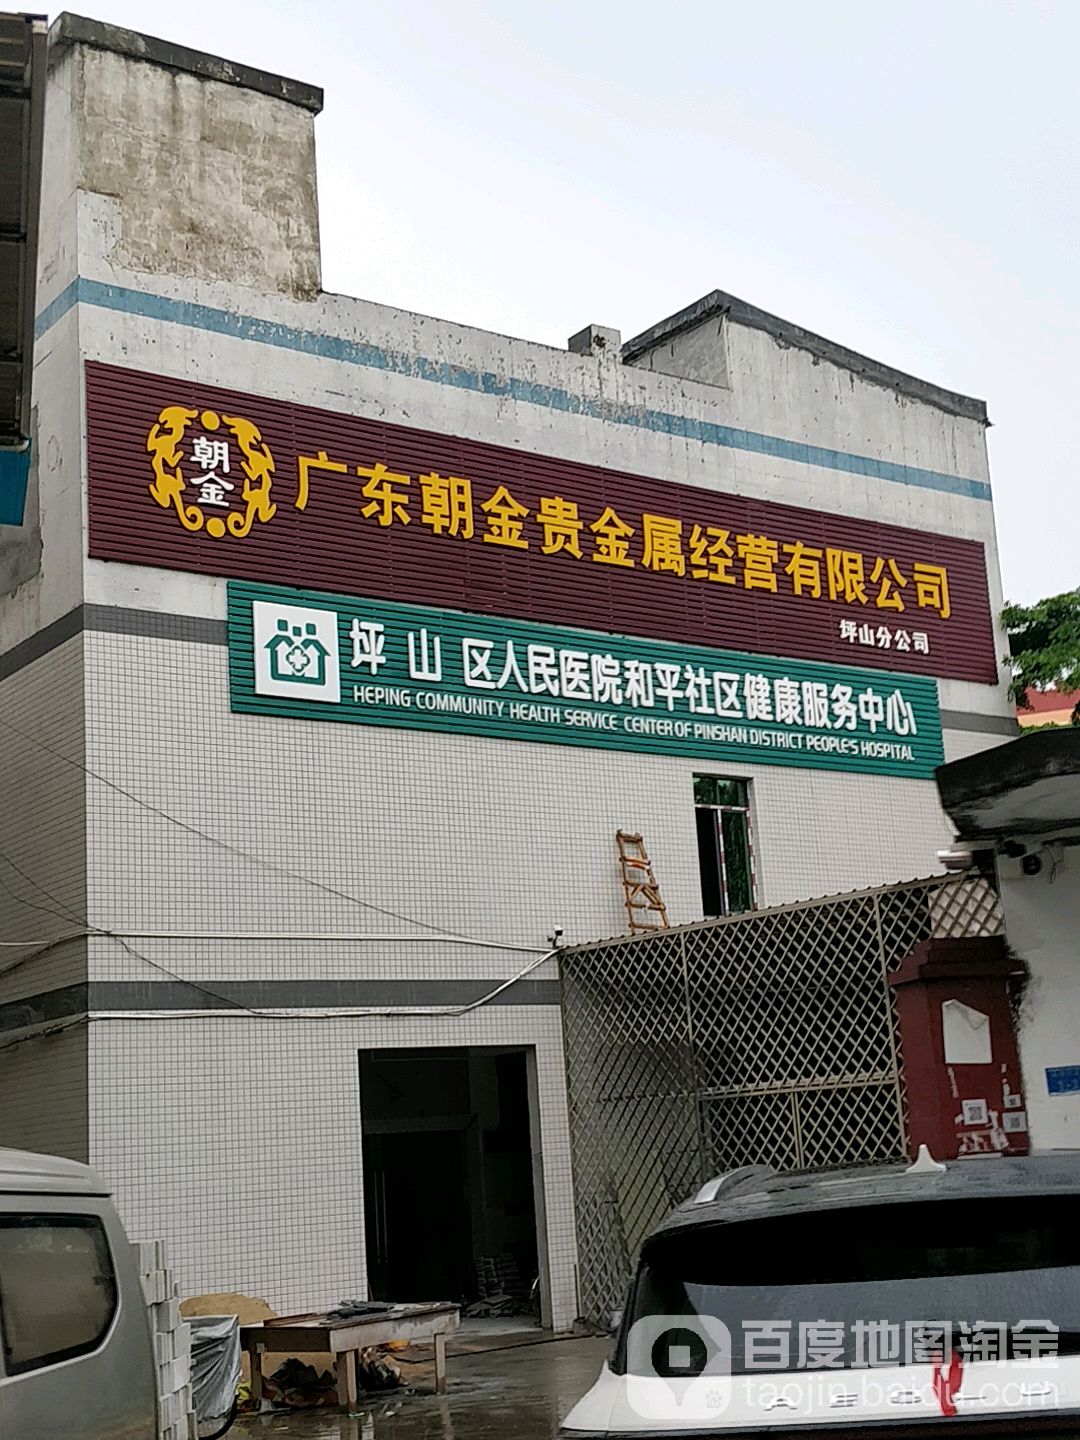 朝金
广东朝金贵金属经营有限公司
坪山分公司
坪山区人民医院和平社区健康服务中心
HEPING COMMUNITY HEALTH SERVICE CENTER OF PINSHAN DISTRICT PEOPLE'S HOSPITAL
百度地图淘金
taojin.baidu.com